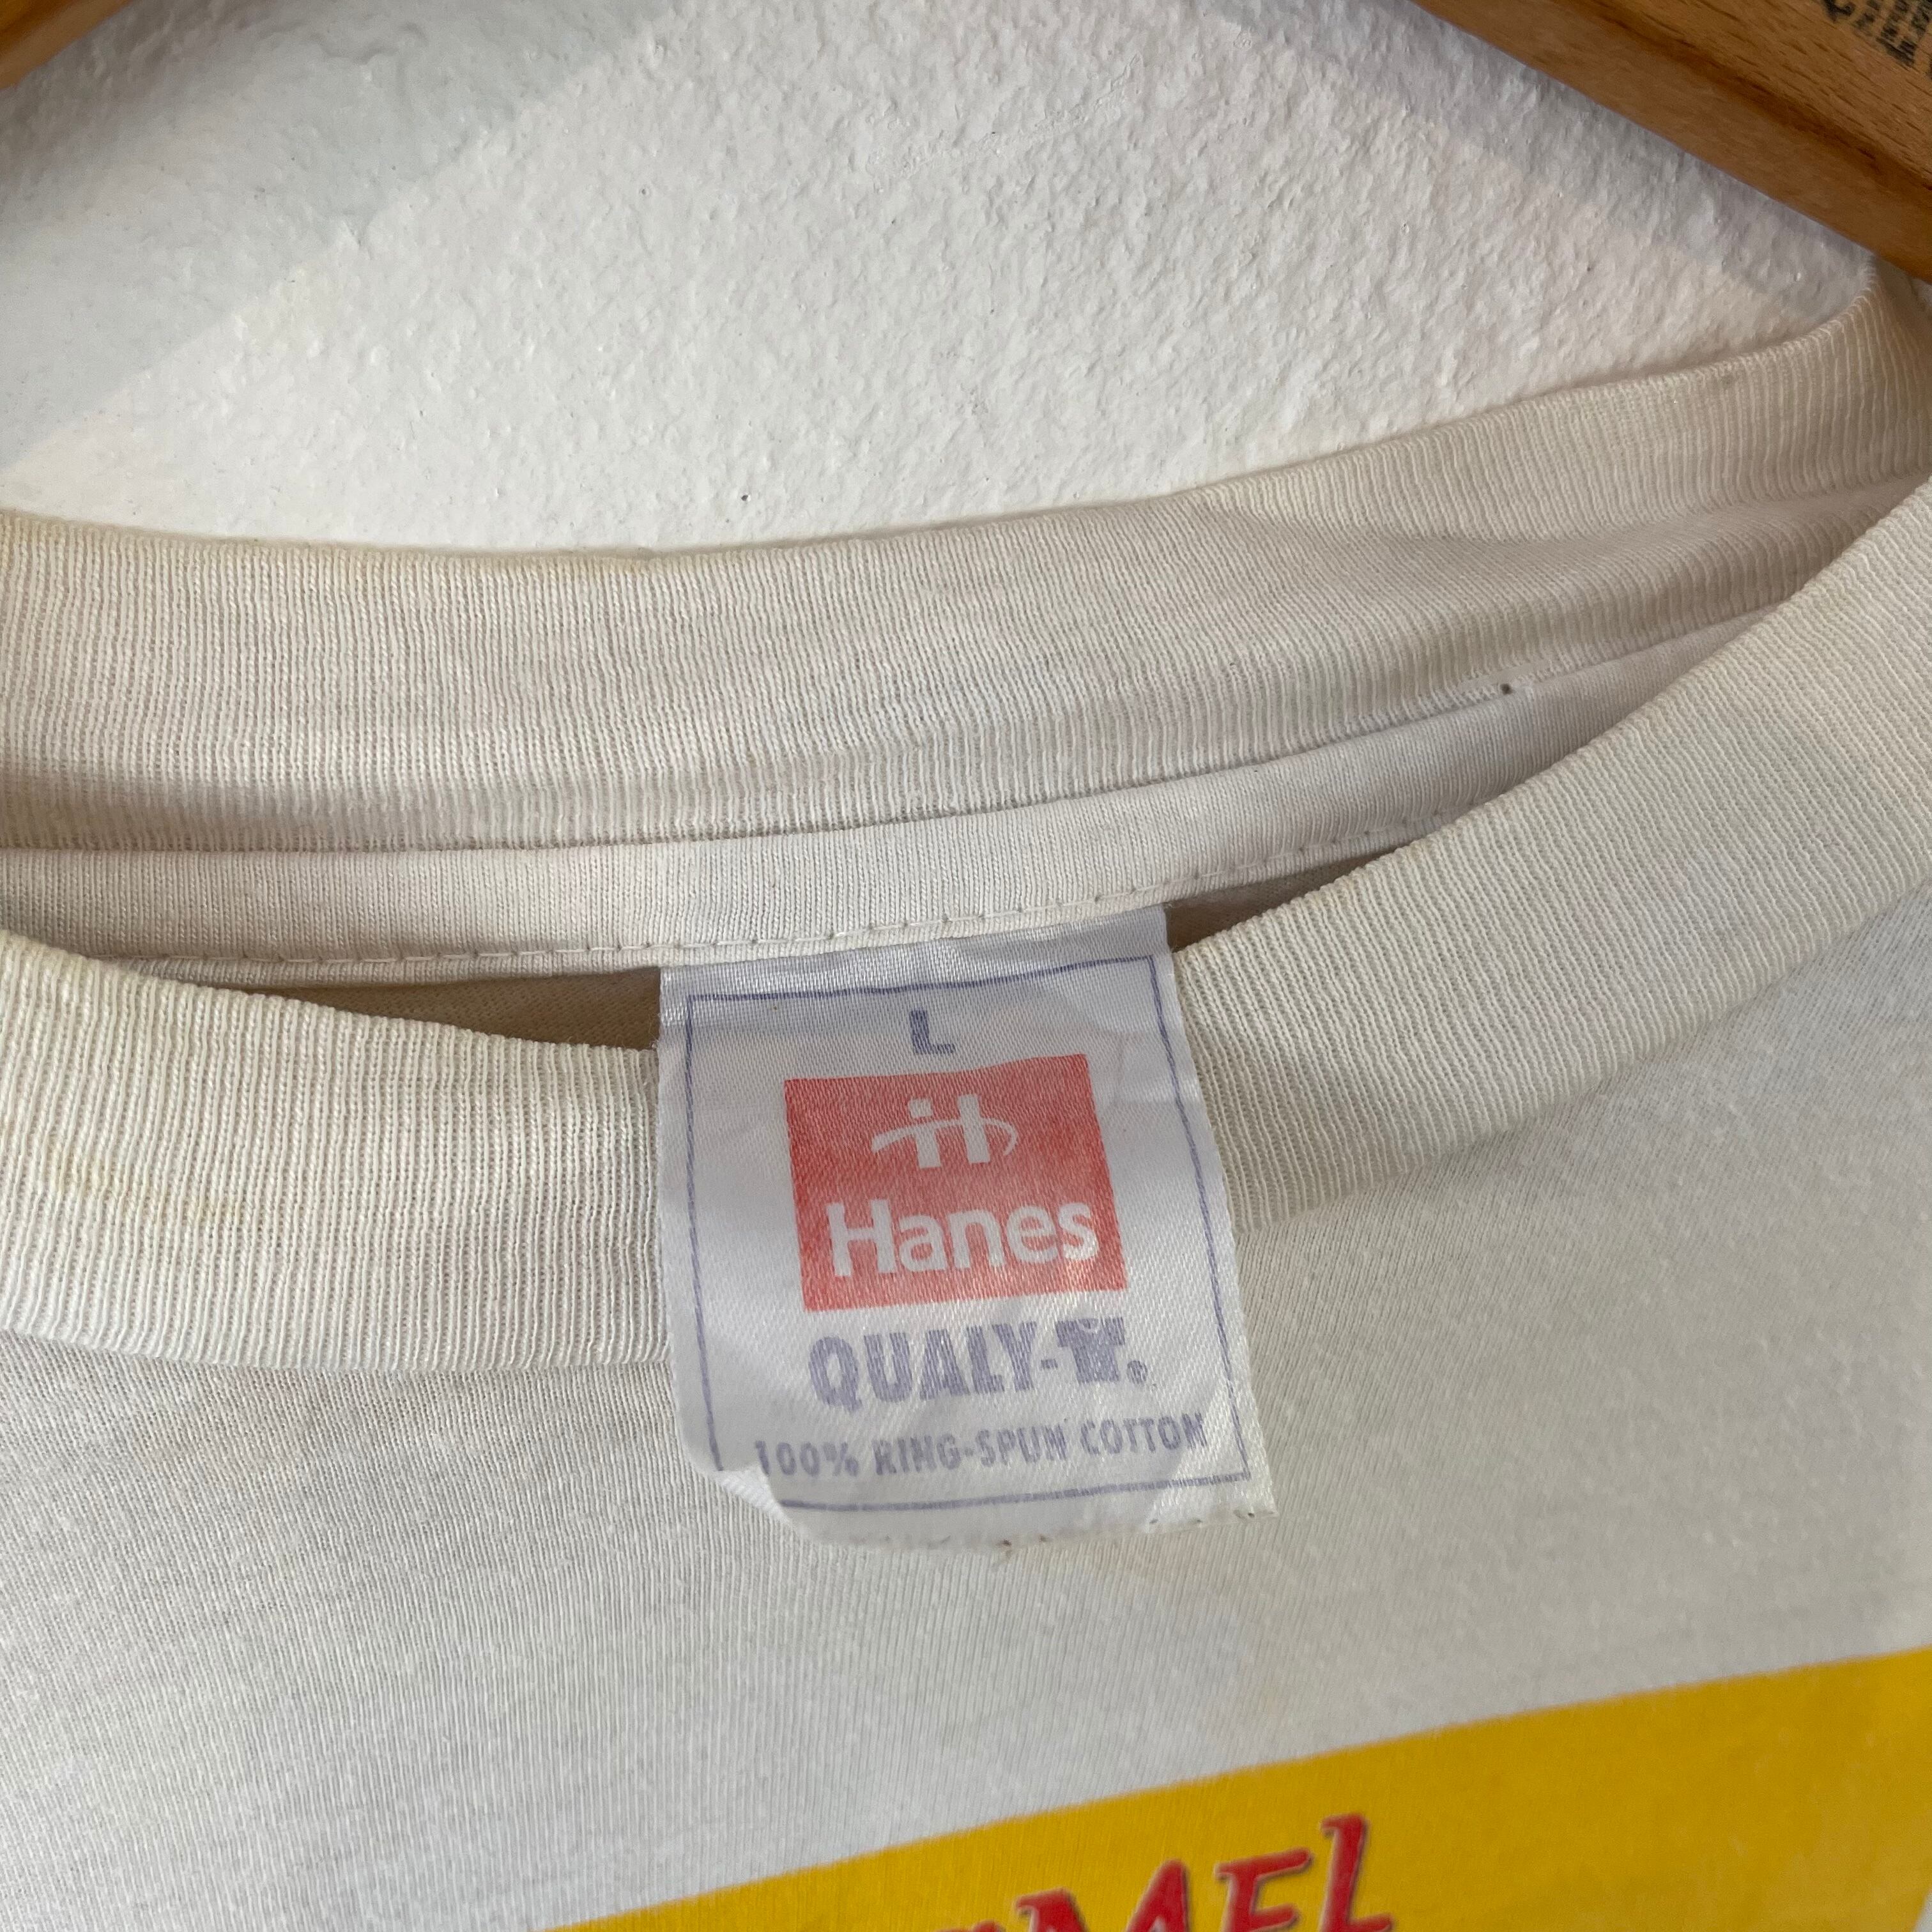 L
Hanes
QUALY-T.
100% RING-SPUN COTTON